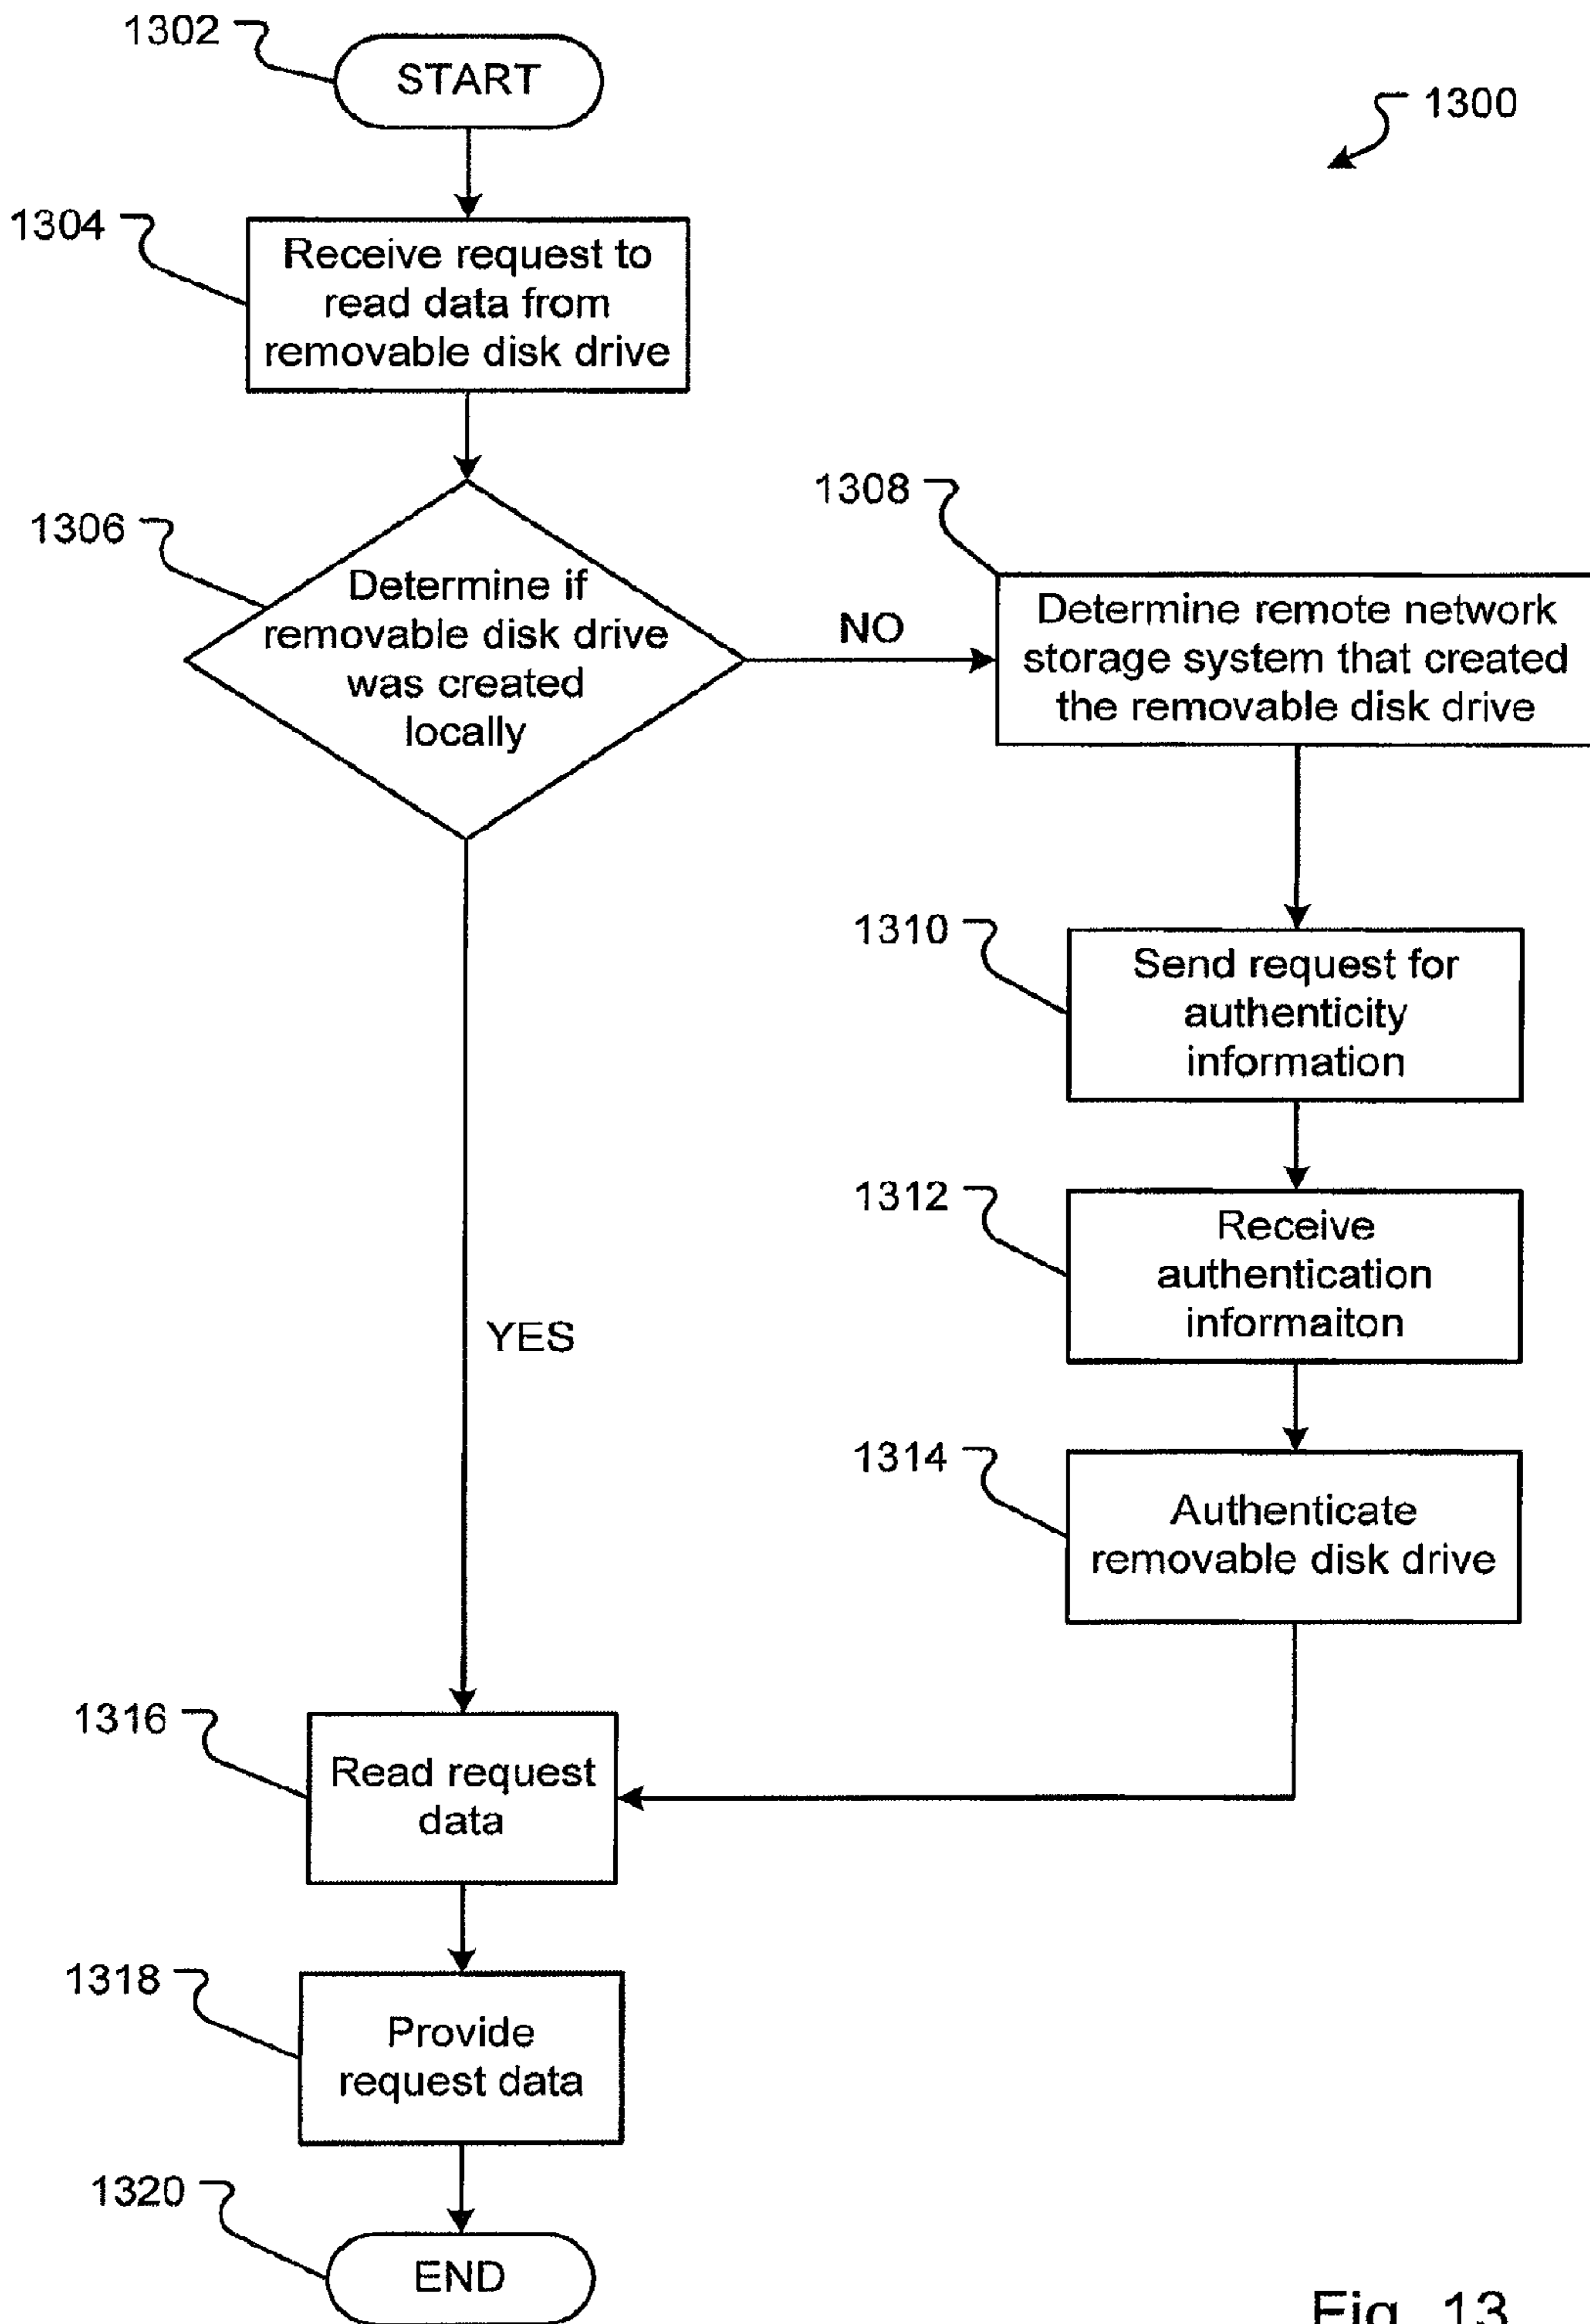 1302
START
1300
1304
Receive request to
read data from
removable disk drive
1306
Determine if
removable disk drive
was created
locally
NO
1308
Determine remote network
storage system that created
the removable disk drive
1310
Send request for
authenticity
information
1312
Receive
authentication
informaiton
YES
1314
Authenticate
removable disk drive
1316
Read request
data
1318
Provide
request data
1320
END
Fig. 13